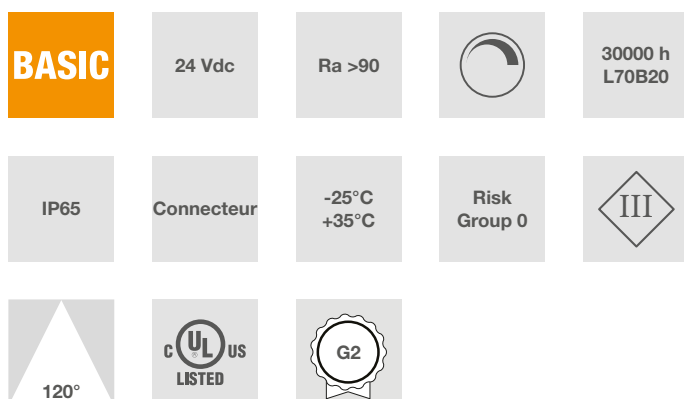 BASIC
24 Vdc
Ra >90
30000 h
L70B20
IP65
Connecteur
-25°C
+35°C
Risk
Group 0
III
120°
C UL US
®
LISTED
G2